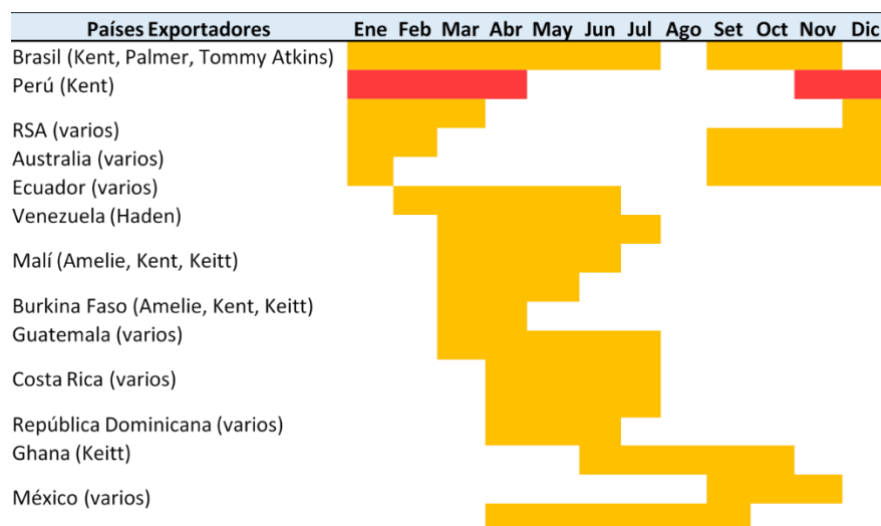 Países Exportadores Ene Feb Mar Abr May Jun Jul Ago Set Oct Nov Dic
Brasil (Kent, Palmer, Tommy Atkins)
Perú (Kent)
RSA (varios)
Australia (varios)
Ecuador (varios)
Venezuela (Haden)
Malí (Amelie, Kent, Keitt)
Burkina Faso (Amelie, Kent, Keitt)
Guatemala (varios)
Costa Rica (varios)
República Dominicana (varios)
Ghana (Keitt)
México (varios)